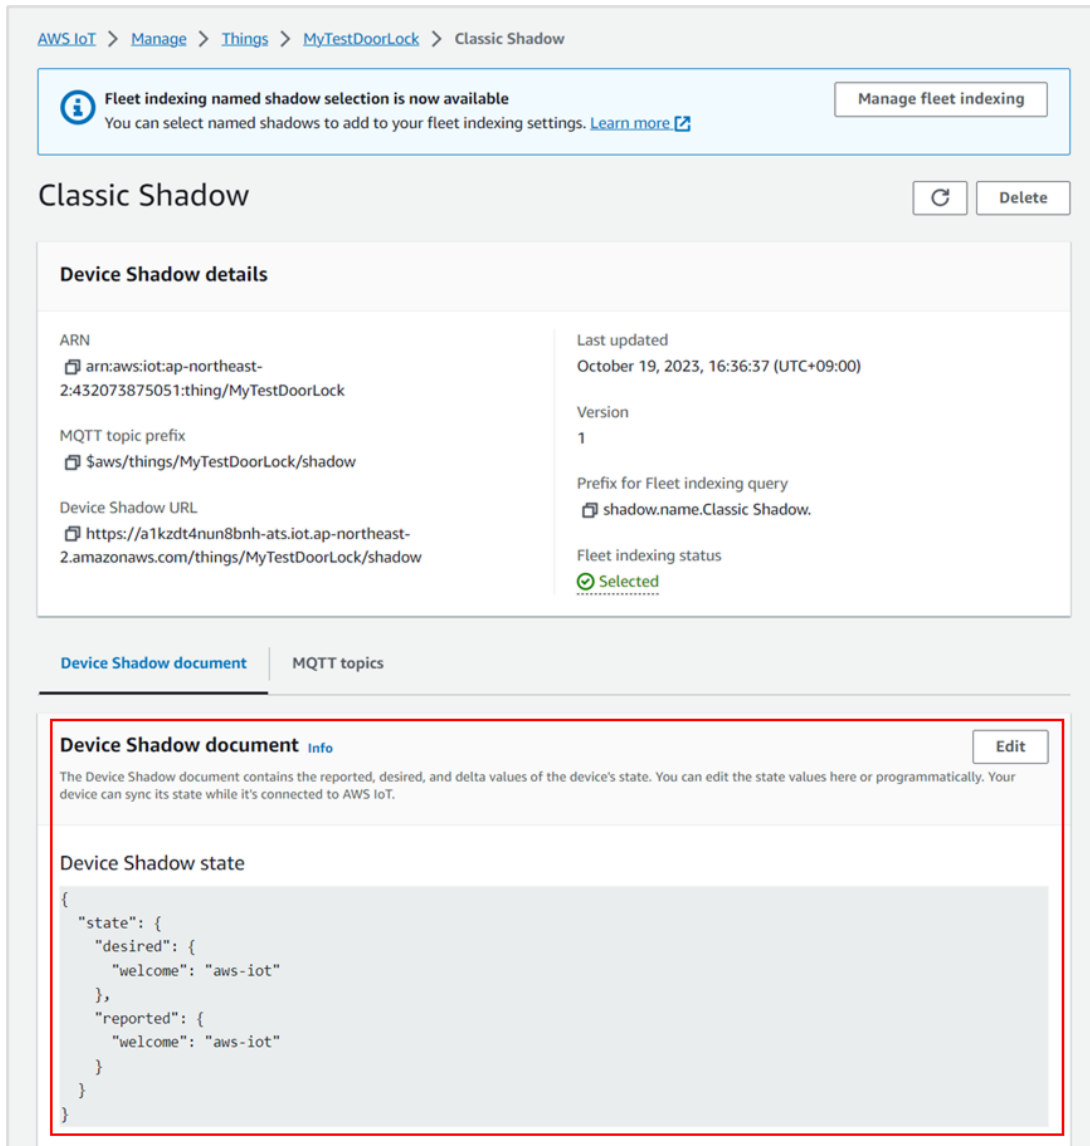 AWS IoT > Manage > Things > MyTestDoorLock > Classic Shadow
Fleet indexing named shadow selection is now available
You can select named shadows to add to your fleet indexing settings. Learn more
Manage fleet indexing
Classic Shadow
Delete
Device Shadow details
ARN
arn:aws:iot:ap-northeast-
2:432073875051:thing/MyTestDoorLock
MQTT topic prefix
$aws/things/MyTestDoorLock/shadow
Device Shadow URL
https://a1kzdt4nun8bnh-ats.iot.ap-northeast-
2.amazonaws.com/things/MyTestDoorLock/shadow
Last updated
October 19, 2023, 16:36:37 (UTC+09:00)
Version
1
Prefix for Fleet indexing query
shadow.name.Classic Shadow.
Fleet indexing status
Selected
Device Shadow document
MQTT topics
Device Shadow document Info
Edit
The Device Shadow document contains the reported, desired, and delta values of the device's state. You can edit the state values here or programmatically. Your
device can sync its state while it's connected to AWS IoT.
Device Shadow state
{
  "state": {
    "desired": {
      "welcome": "aws-iot"
    },
    "reported": {
      "welcome": "aws-iot"
    }
  }
}